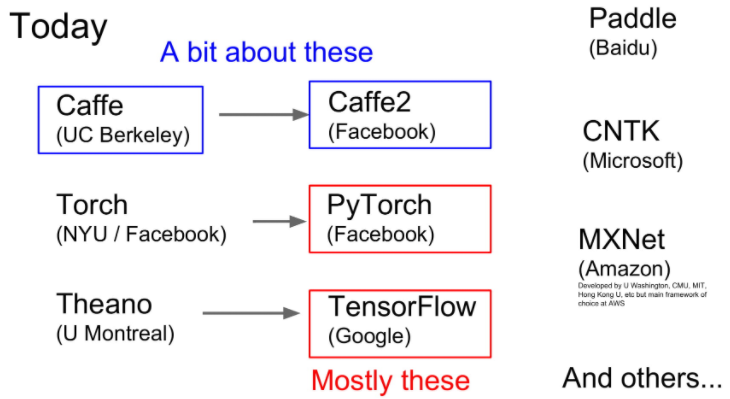 Today
A bit about these
Caffe
(UC Berkeley)
Caffe2
(Facebook)
Torch
(NYU / Facebook)
PyTorch
(Facebook)
Theano
(U Montreal)
TensorFlow
(Google)
Mostly these
Paddle
(Baidu)
CNTK
(Microsoft)
MXNet
(Amazon)
Developed by U Washington, CMU, MIT,
Hong Kong U, etc but main framework of
choice at AWS
And others...